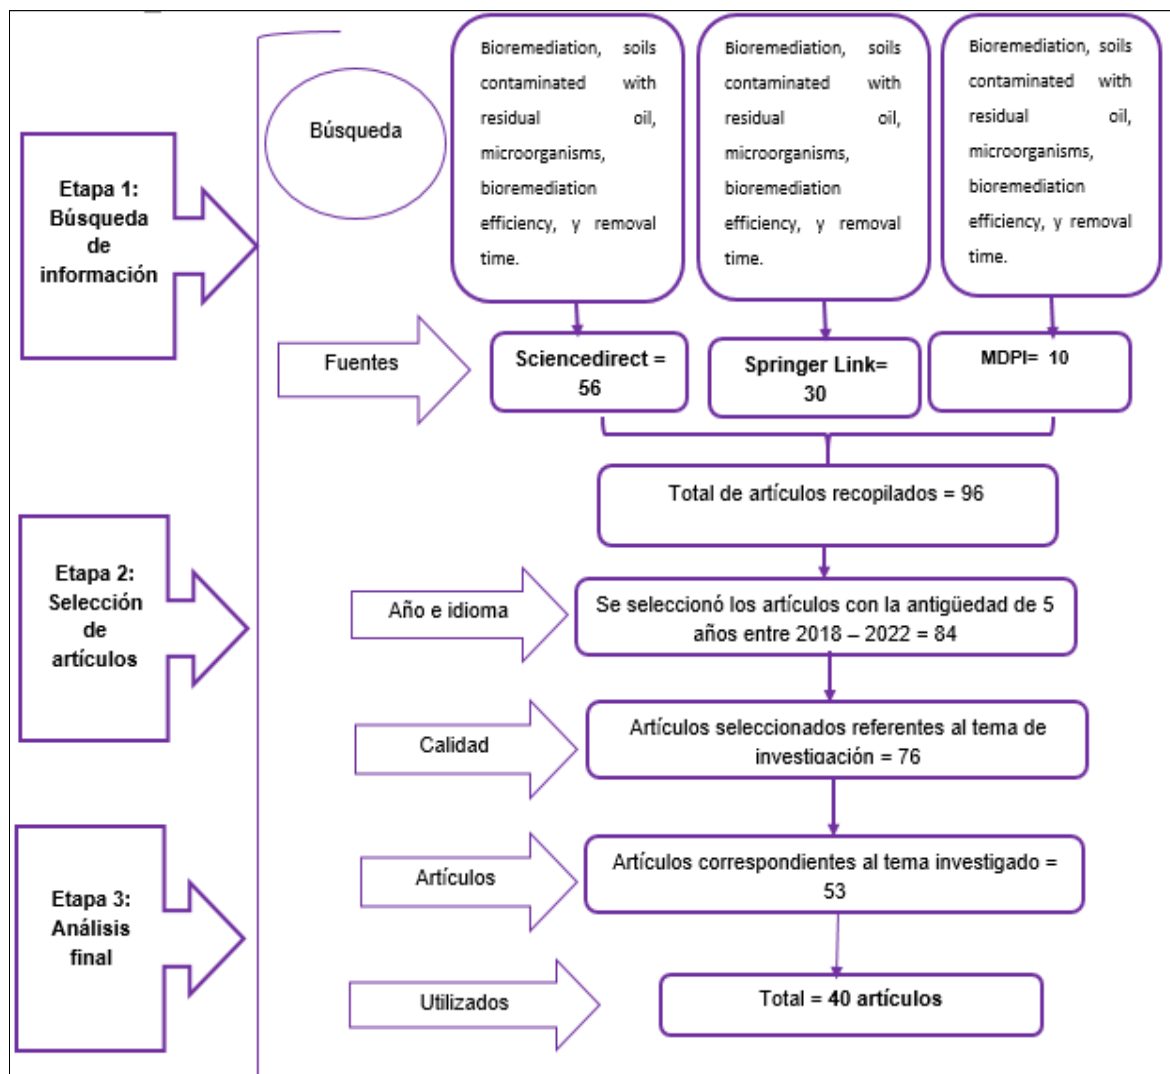 Etapa 1:
Búsqueda
de
información
Búsqueda
Bioremediation, soils
contaminated with
residual oil,
microorganisms,
bioremediation
efficiency, y removal
time.
Bioremediation, soils
contaminated with
residual oil,
microorganisms,
bioremediation
efficiency, y removal
time.
Bioremediation, soils
contaminated with
residual oil,
microorganisms,
bioremediation
efficiency, y removal
time.
Fuentes
Sciencedirect =
56
Springer Link=
30
MDPI= 10
Total de artículos recopilados = 96
Etapa 2:
Selección
de
artículos
Año e idioma
Se seleccionó los artículos con la antigüedad de 5
años entre 2018 – 2022 = 84
Calidad
Artículos seleccionados referentes al tema de
investigación = 76
Etapa 3:
Análisis
final
Artículos
Artículos correspondientes al tema investigado =
53
Utilizados
Total = 40 artículos